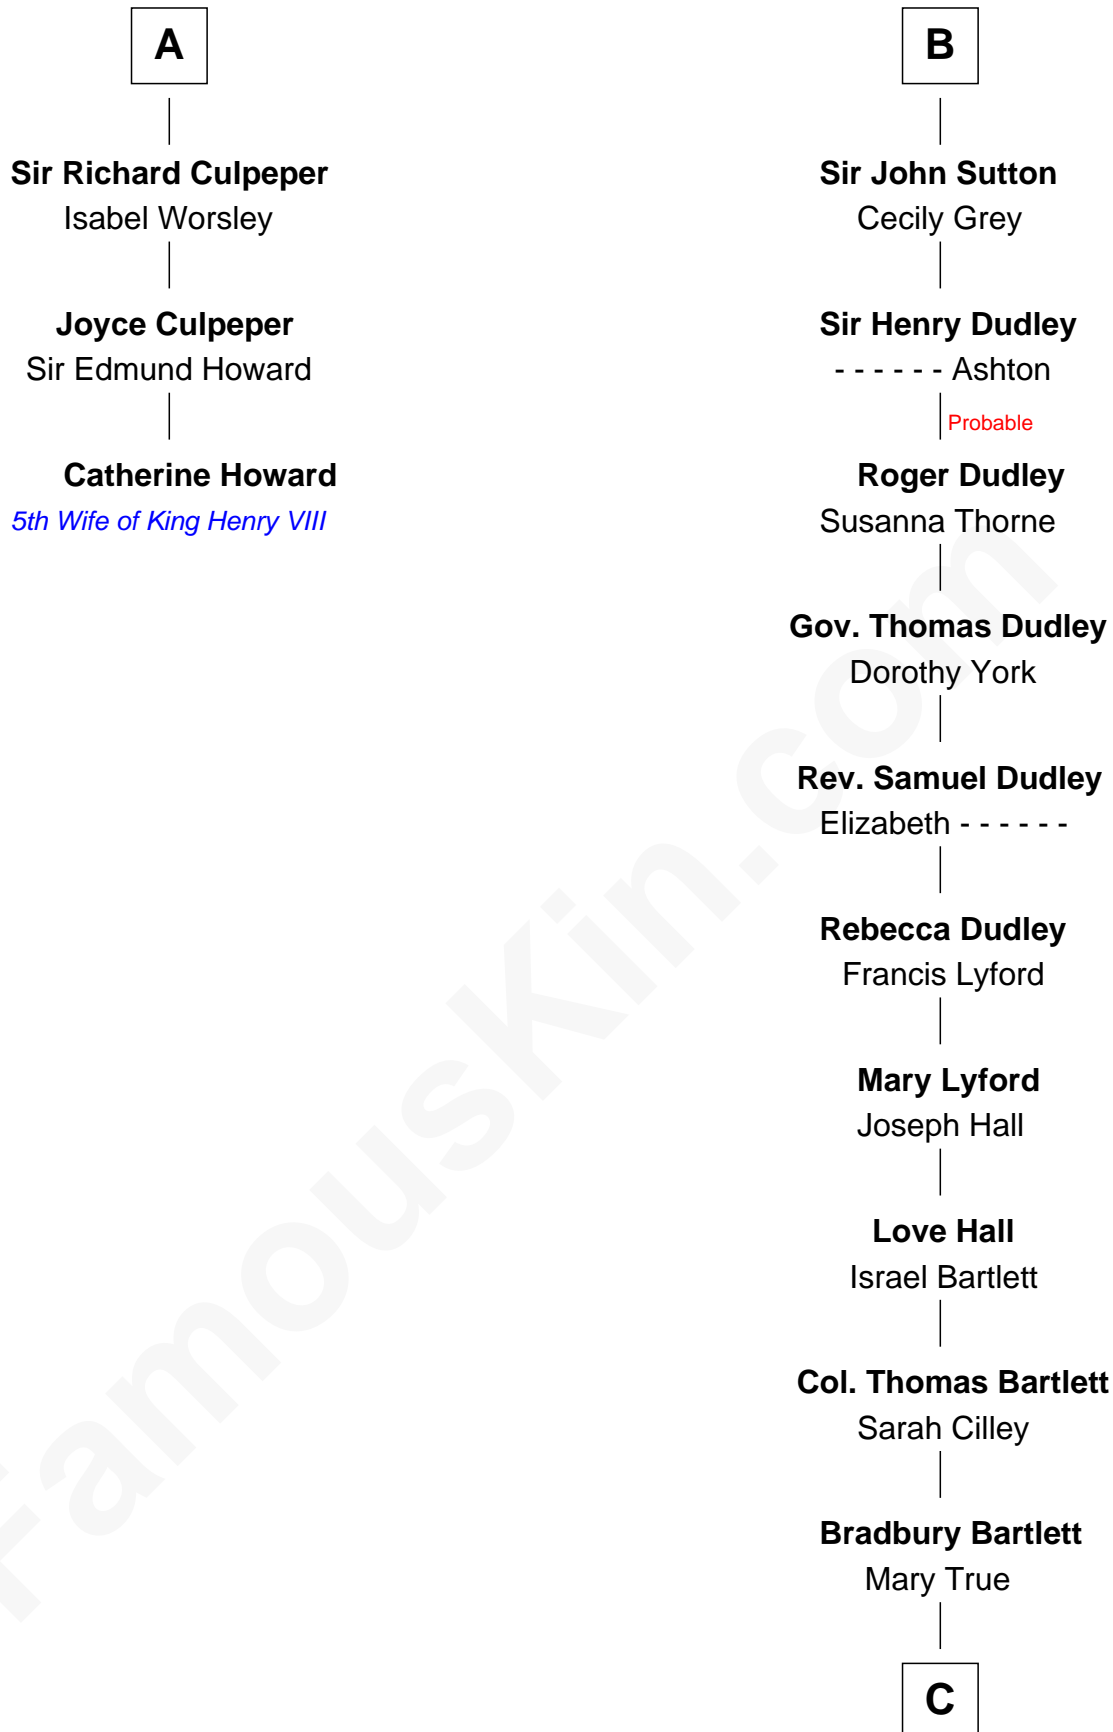 A
Sir Richard Culpeper
Isabel Worsley
Joyce Culpeper
Sir Edmund Howard
Catherine Howard
5th Wife of King Henry VIII
B
Sir John Sutton
Cecily Grey
Sir Henry Dudley
- - - - - - Ashton
Probable
Roger Dudley
Susanna Thorne
Gov. Thomas Dudley
Dorothy York
Rev. Samuel Dudley
Elizabeth - - - - - -
Rebecca Dudley
Francis Lyford
Mary Lyford
Joseph Hall
Love Hall
Israel Bartlett
Col. Thomas Bartlett
Sarah Cilley
Bradbury Bartlett
Mary True
C
FamousKin.com